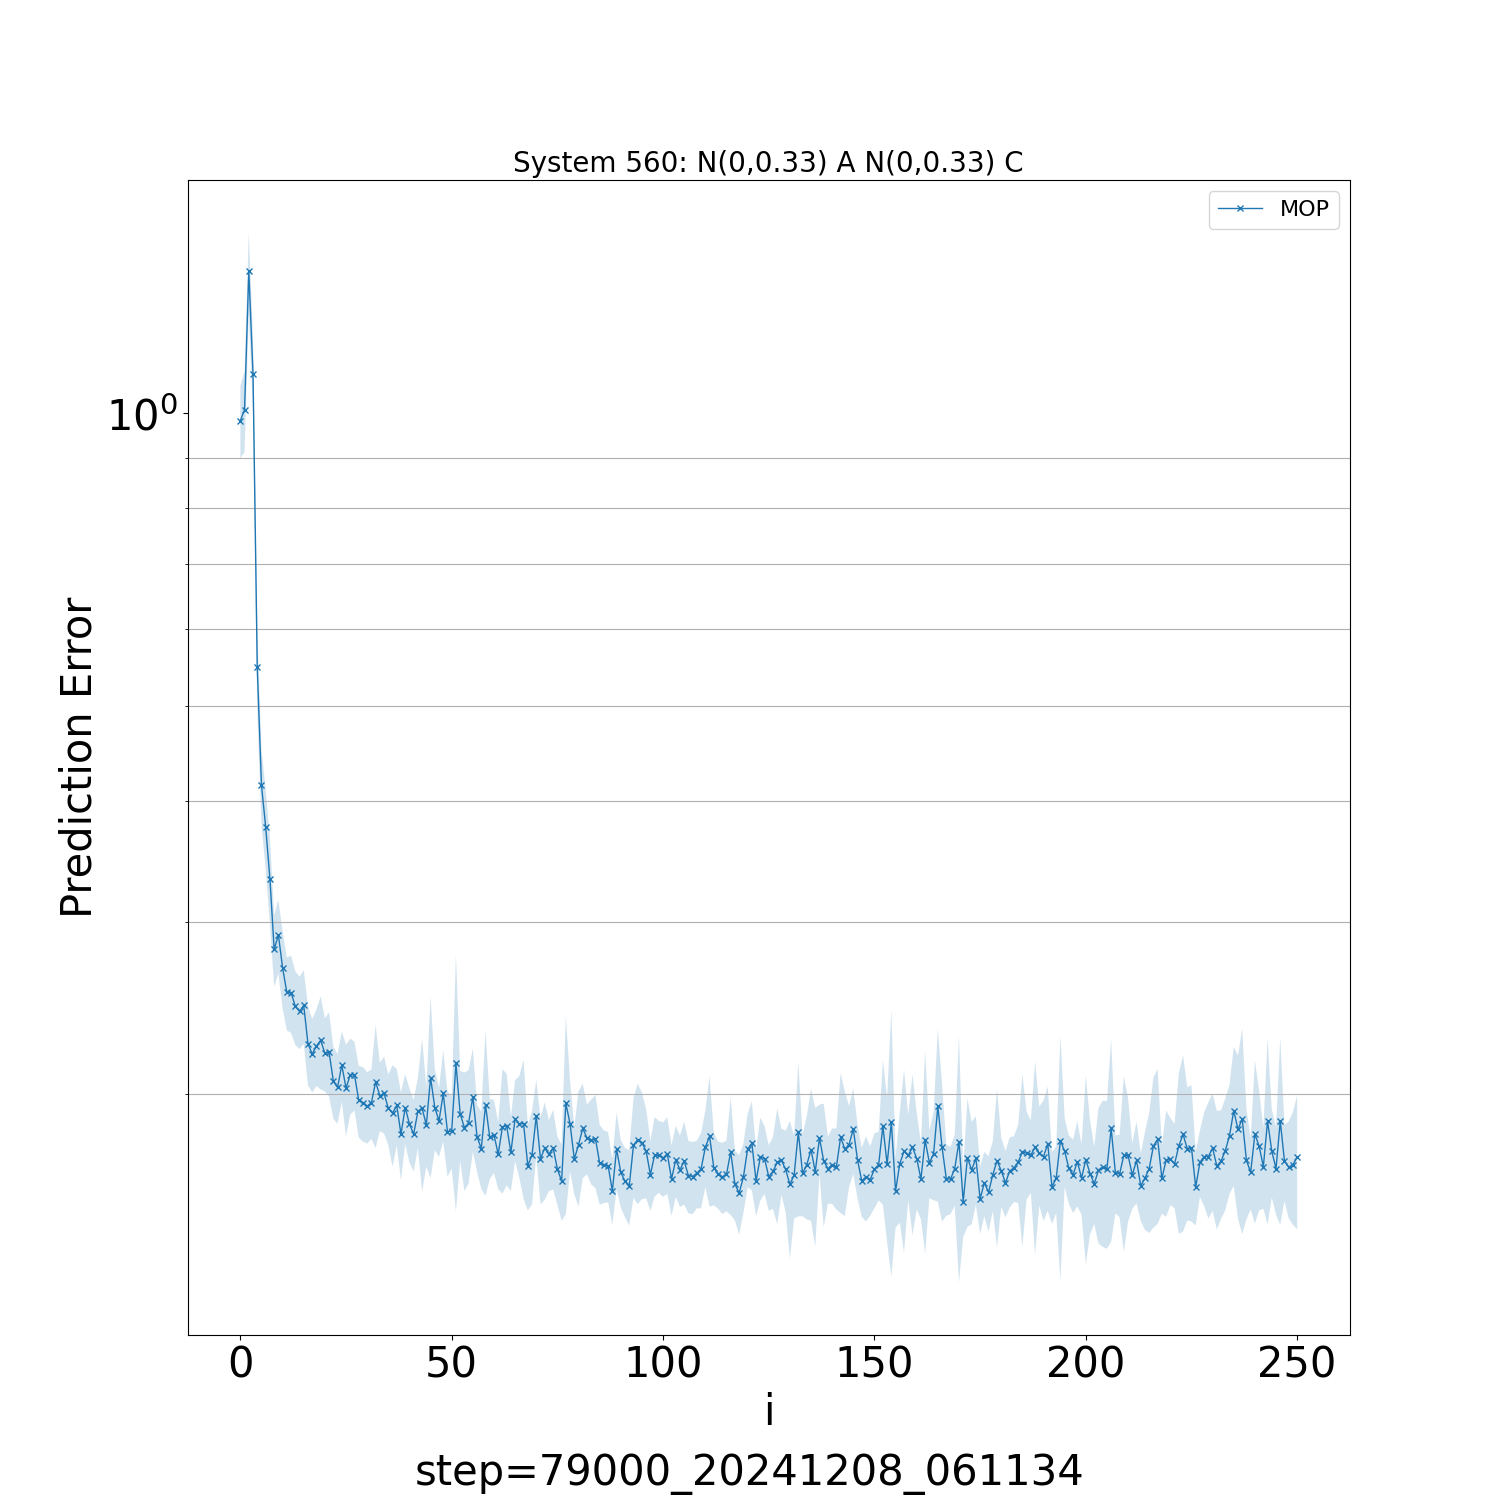 System 560: N(0,0.33) A N(0,0.33) C
MOP
10⁰
Prediction Error
0 50 100 150 200 250
i
step=79000_20241208_061134